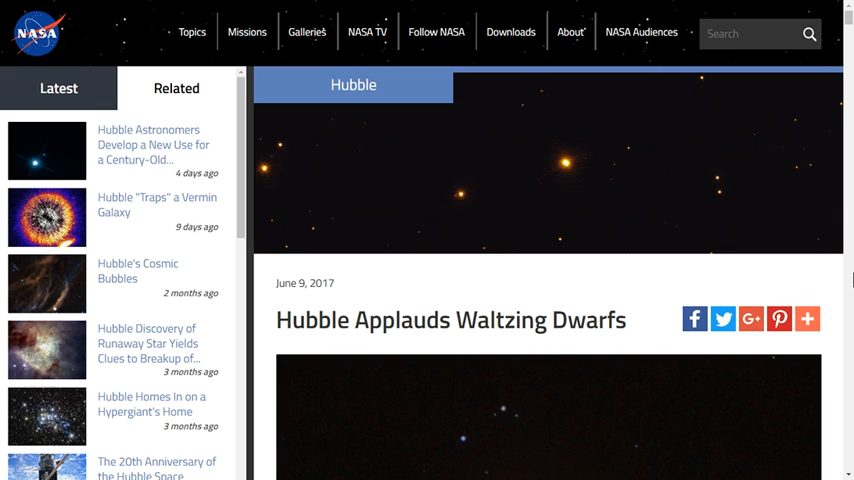 NASA
Topics
Missions
Galleries
NASA TV
Follow NASA
Downloads
About
NASA Audiences
Search
Latest
Related
Hubble Astronomers
Develop a New Use for
a Century-Old...
4 days ago
Hubble "Traps" a Vermin
Galaxy
9 days ago
Hubble's Cosmic
Bubbles
2 months ago
Hubble Discovery of
Runaway Star Yields
Clues to Breakup of...
3 months ago
Hubble Homes In on a
Hypergiant's Home
3 months ago
The 20th Anniversary of
the Hubble Space
Hubble
June 9, 2017
Hubble Applauds Waltzing Dwarfs